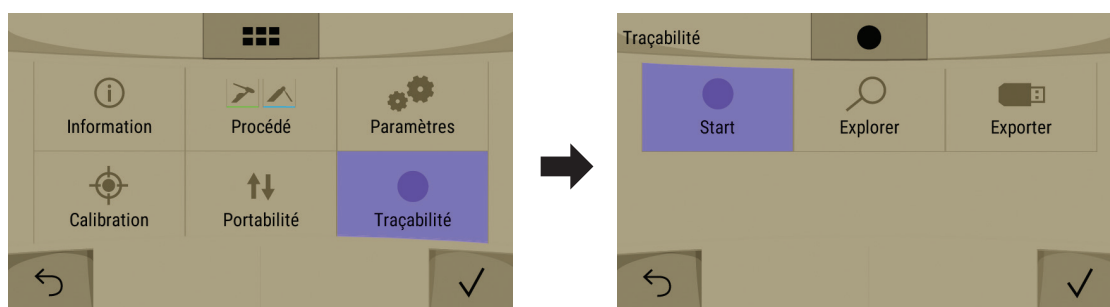 Information
Procédé
Paramètres
Calibration
Portabilité
Traçabilité
Traçabilité
Start
Explorer
Exporter